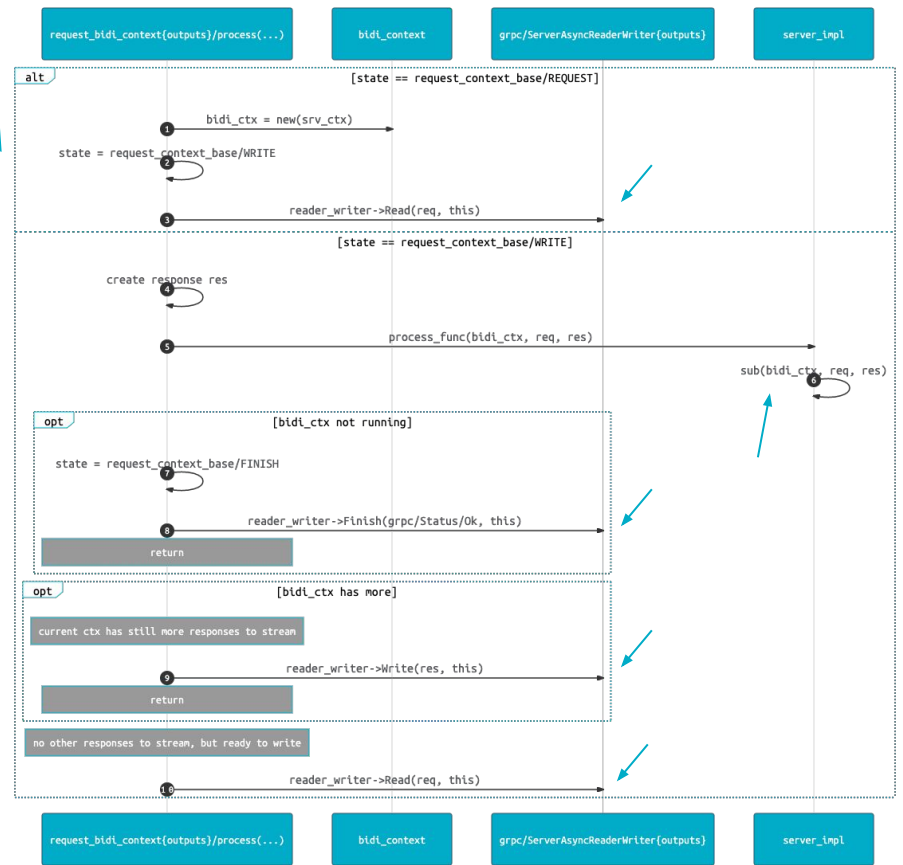 request_bidi_context{outputs}/process(...)
bidi_context
grpc/ServerAsyncReaderWriter{outputs}
server_impl
alt
[state == request_context_base/REQUEST]
bidi_ctx = new(srv_ctx)
1
state = request_context_base/WRITE
2
reader_writer->Read(req, this)
3
[state == request_context_base/WRITE]
create response res
4
process_func(bidi_ctx, req, res)
5
sub(bidi_ctx, req, res)
6
opt
[bidi_ctx not running]
state = request_context_base/FINISH
7
reader_writer->Finish(grpc/Status/Ok, this)
8
return
opt
[bidi_ctx has more]
current ctx has still more responses to stream
reader_writer->Write(res, this)
9
return
no other responses to stream, but ready to write
reader_writer->Read(req, this)
10
request_bidi_context{outputs}/process(...)
bidi_context
grpc/ServerAsyncReaderWriter{outputs}
server_impl